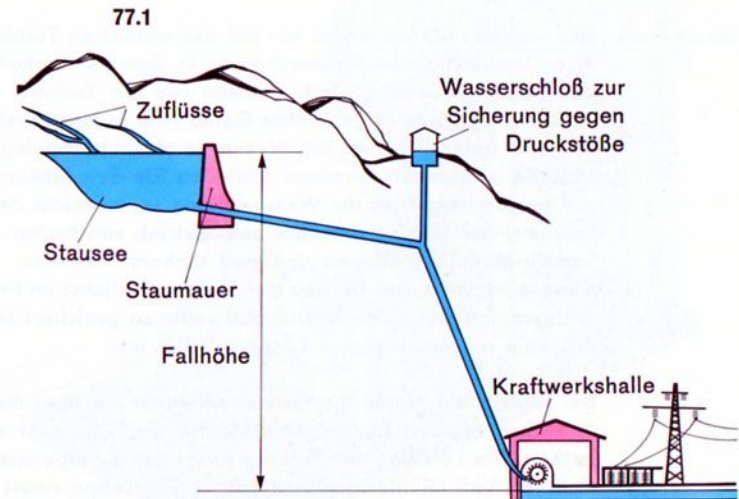 77.1
Zuflüsse
Wasserschloß zur
Sicherung gegen
Druckstöße
Stausee
Staumauer
Fallhöhe
Kraftwerkshalle